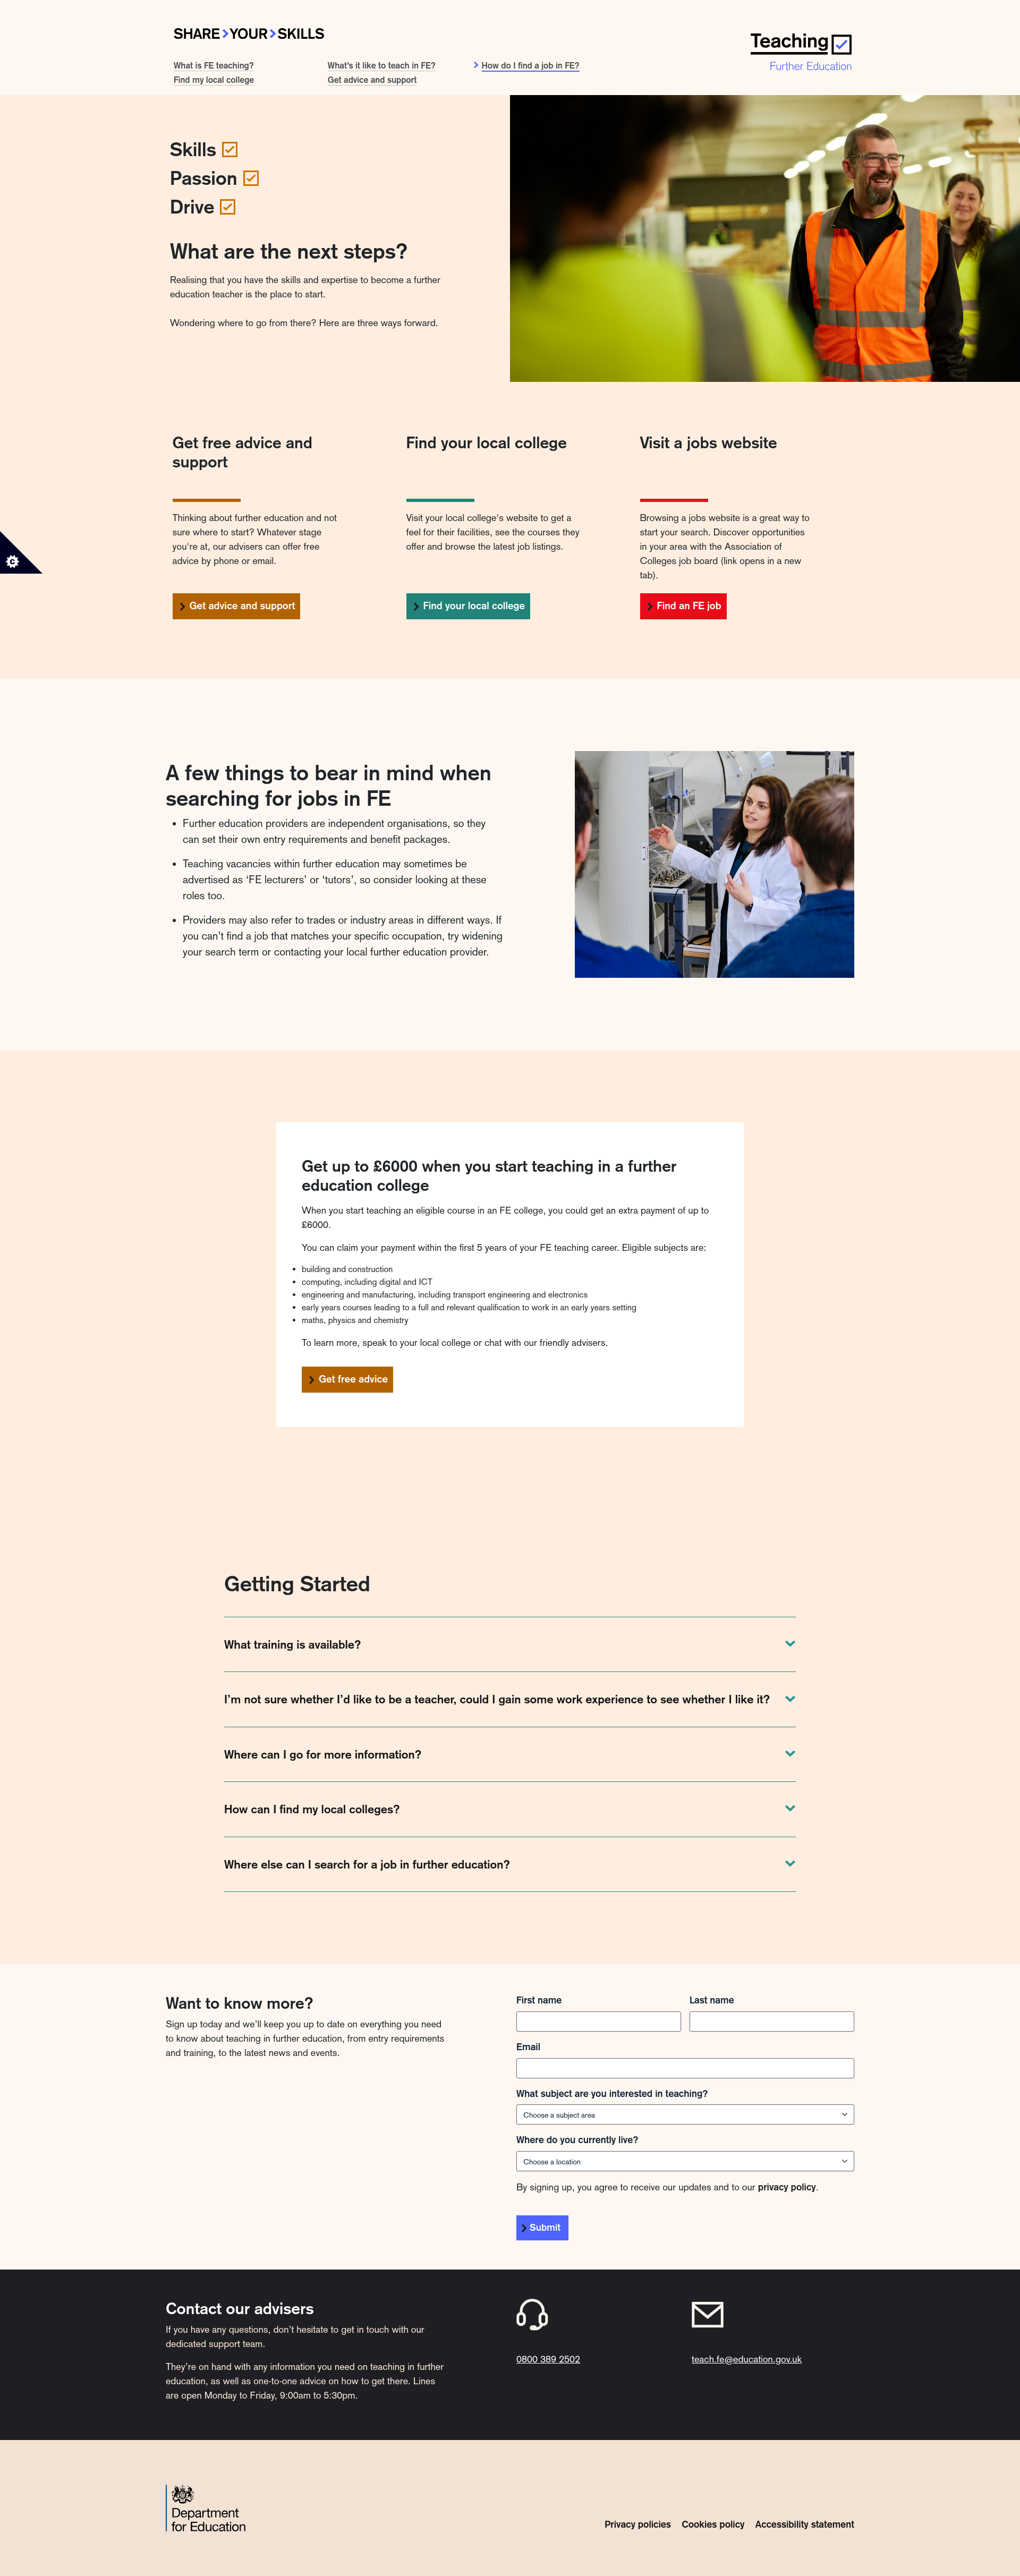 SHARE YOUR SKILLS
What is FE teaching?
What's it like to teach in FE?
How do I find a job in FE?
Find my local college
Get advice and support
Teaching
Further Education
Skills
Passion
Drive
What are the next steps?
Realising that you have the skills and expertise to become a further
education teacher is the place to start.
Wondering where to go from there? Here are three ways forward.
Get free advice and
support
Thinking about further education and not
sure where to start? Whatever stage
you're at, our advisers can offer free
advice by phone or email.
Get advice and support
Find your local college
Visit your local college's website to get a
feel for their facilities, see the courses they
offer and browse the latest job listings.
Find your local college
Visit a jobs website
Browsing a jobs website is a great way to
start your search. Discover opportunities
in your area with the Association of
Colleges job board (link opens in a new
tab).
Find an FE job
A few things to bear in mind when
searching for jobs in FE
• Further education providers are independent organisations, so they
can set their own entry requirements and benefit packages.
• Teaching vacancies within further education may sometimes be
advertised as ‘FE lecturers’ or ‘tutors’, so consider looking at these
roles too.
• Providers may also refer to trades or industry areas in different ways. If
you can’t find a job that matches your specific occupation, try widening
your search term or contacting your local further education provider.
Get up to £6000 when you start teaching in a further
education college
When you start teaching an eligible course in an FE college, you could get an extra payment of up to
£6000.
You can claim your payment within the first 5 years of your FE teaching career. Eligible subjects are:
• building and construction
• computing, including digital and ICT
• engineering and manufacturing, including transport engineering and electronics
• early years courses leading to a full and relevant qualification to work in an early years setting
• maths, physics and chemistry
To learn more, speak to your local college or chat with our friendly advisers.
Get free advice
Getting Started
What training is available?
I’m not sure whether I’d like to be a teacher, could I gain some work experience to see whether I like it?
Where can I go for more information?
How can I find my local colleges?
Where else can I search for a job in further education?
Want to know more?
Sign up today and we’ll keep you up to date on everything you need
to know about teaching in further education, from entry requirements
and training, to the latest news and events.
First name
Last name
Email
What subject are you interested in teaching?
Choose a subject area
Where do you currently live?
Choose a location
By signing up, you agree to receive our updates and to our privacy policy.
Submit
Contact our advisers
If you have any questions, don’t hesitate to get in touch with our
dedicated support team.
They’re on hand with any information you need on teaching in further
education, as well as one-to-one advice on how to get there. Lines
are open Monday to Friday, 9:00am to 5:30pm.
0800 389 2502
teach.fe@education.gov.uk
Department
for Education
Privacy policies
Cookies policy
Accessibility statement